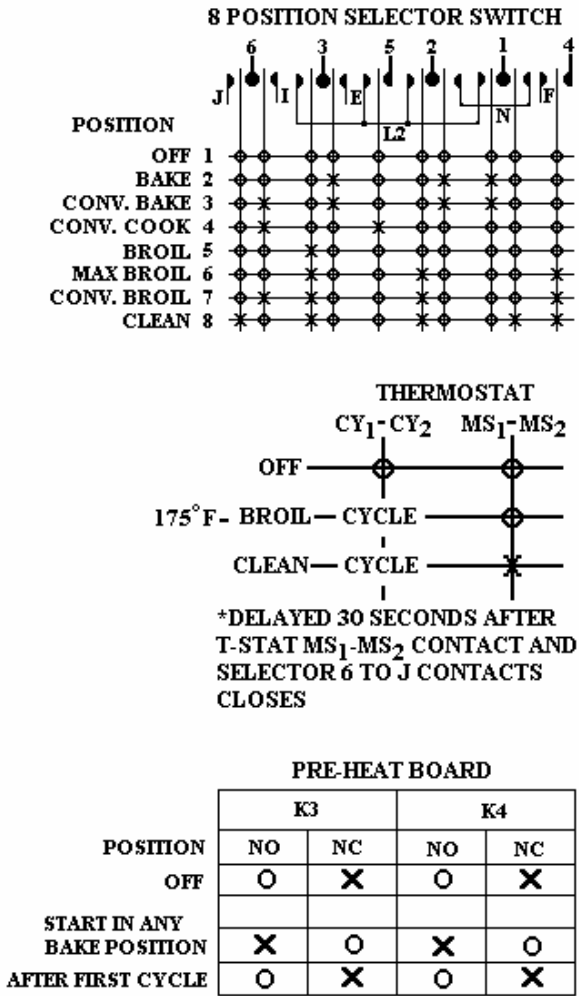 8 POSITION SELECTOR SWITCH
6 3 5 2 1 4
J I E N F
L2
POSITION
OFF 1
BAKE 2
CONV. BAKE 3
CONV. COOK 4
BROIL 5
MAX BROIL 6
CONV. BROIL 7
CLEAN 8
THERMOSTAT
CY1-CY2 MS1-MS2
OFF
175°F- BROIL CYCLE
CLEAN CYCLE
*DELAYED 30 SECONDS AFTER
T-STAT MS1-MS2 CONTACT AND
SELECTOR 6 TO J CONTACTS
CLOSES
PRE-HEAT BOARD
K3 K4
POSITION NO NC NO NC
OFF O X O X
START IN ANY
BAKE POSITION X O X O
AFTER FIRST CYCLE O X O X